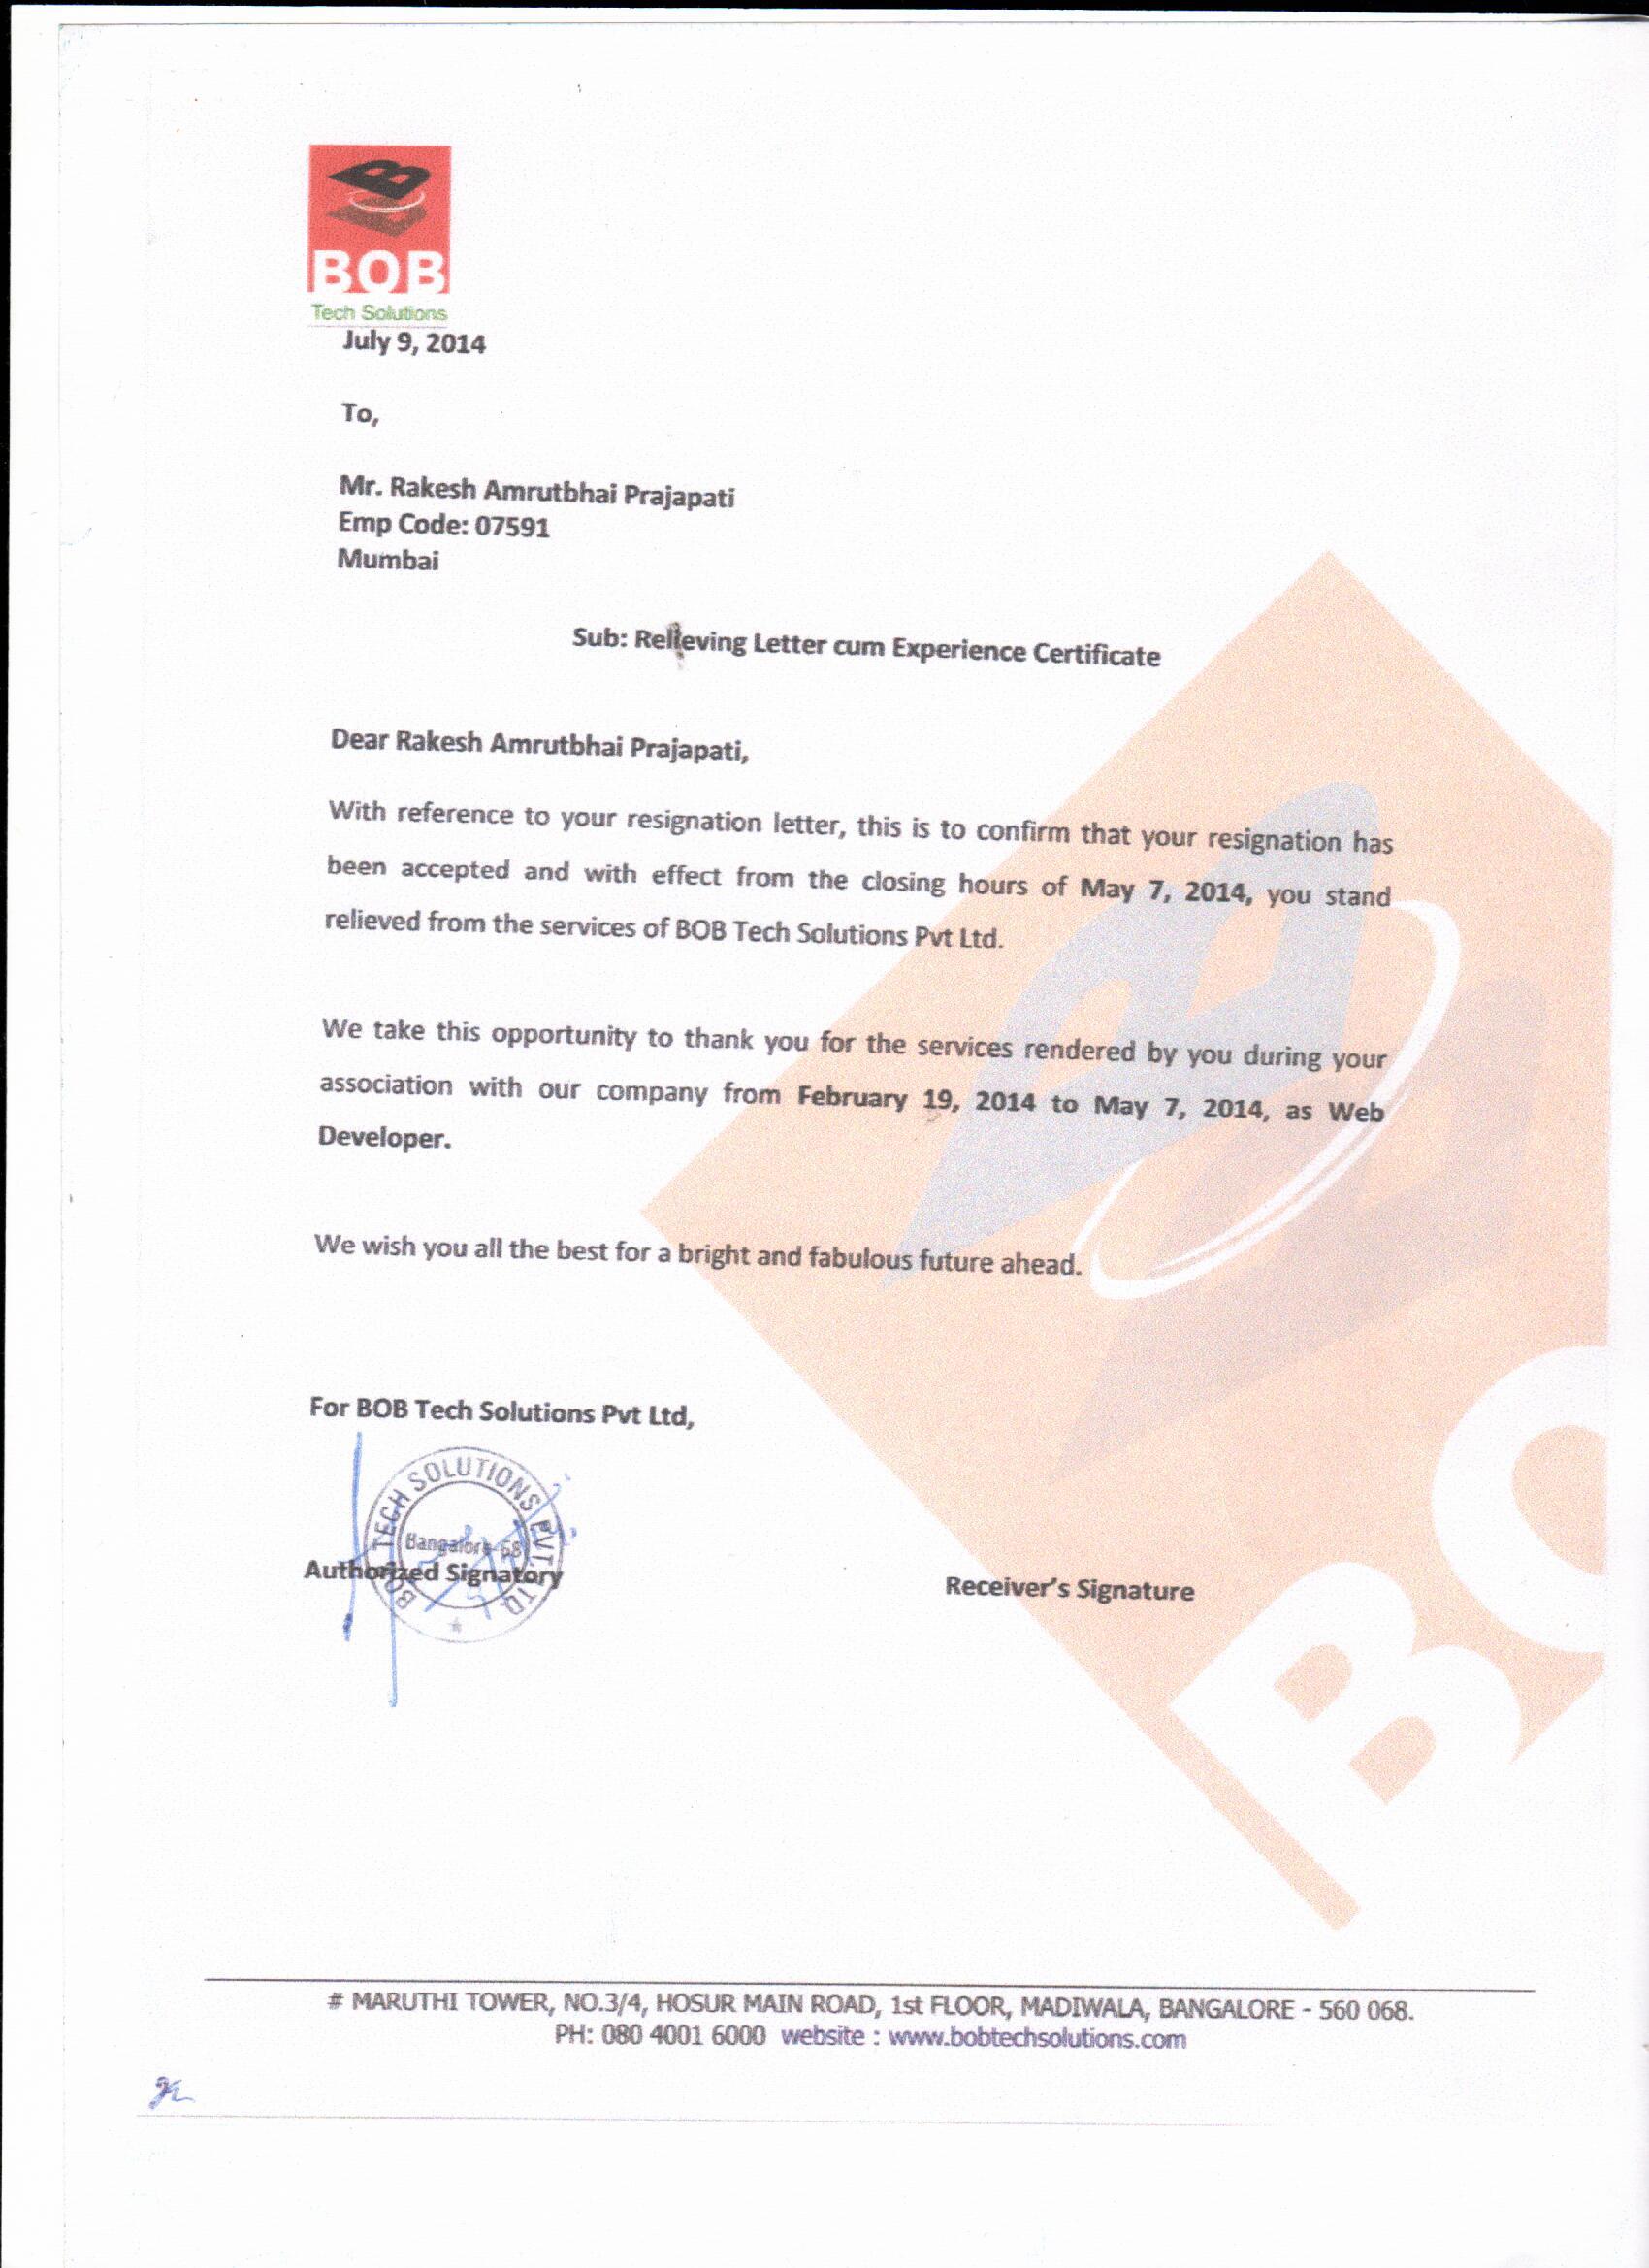 B
BOB
Tech Solutions
July 9, 2014
To,
Mr. Rakesh Amrutbhai Prajapati
Emp Code: 07591
Mumbai
Sub: Relieving Letter cum Experience Certificate
Dear Rakesh Amrutbhai Prajapati,
With reference to your resignation letter, this is to confirm that your resignation has
been accepted and with effect from the closing hours of May 7, 2014, you stand
relieved from the services of BOB Tech Solutions Pvt Ltd.
We take this opportunity to thank you for the services rendered by you during your
association with our company from February 19, 2014 to May 7, 2014, as Web
Developer.
We wish you all the best for a bright and fabulous future ahead.
For BOB Tech Solutions Pvt Ltd,
BOB TECH SOLUTIONS PVT. LTD.
Bangalore-68
Authorized Signatory
Receiver's Signature
B
BO
# MARUTHI TOWER, NO.3/4, HOSUR MAIN ROAD, 1st FLOOR, MADIWALA, BANGALORE - 560 068.
PH: 080 4001 6000 website : www.bobtechsolutions.com